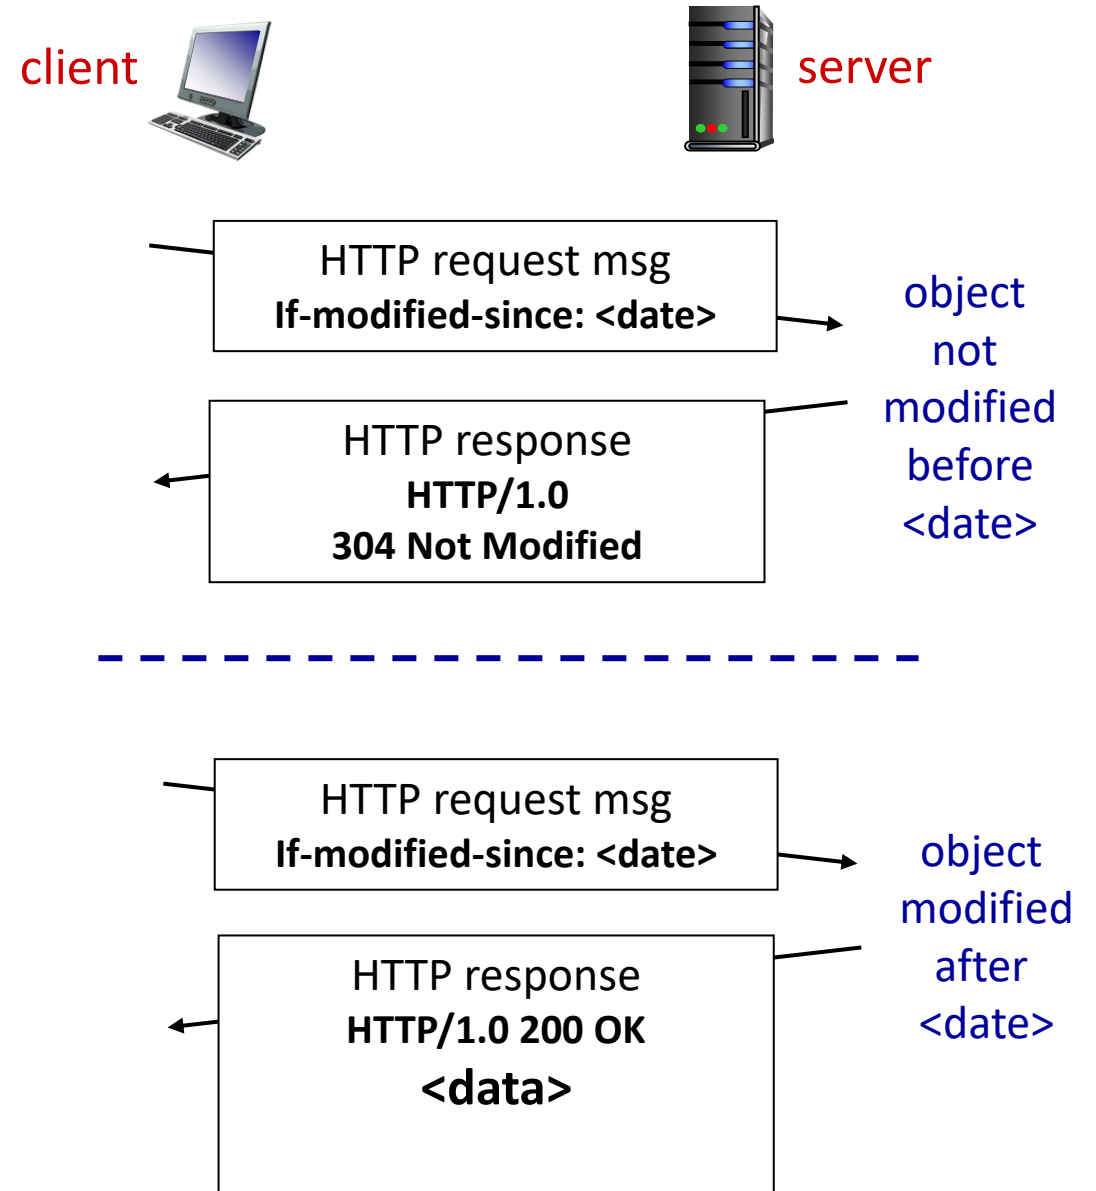 client
server
HTTP request msg
If-modified-since: <date>
object
not
modified
before
<date>
HTTP response
HTTP/1.0
304 Not Modified
HTTP request msg
If-modified-since: <date>
object
modified
after
<date>
HTTP response
HTTP/1.0 200 OK
<data>